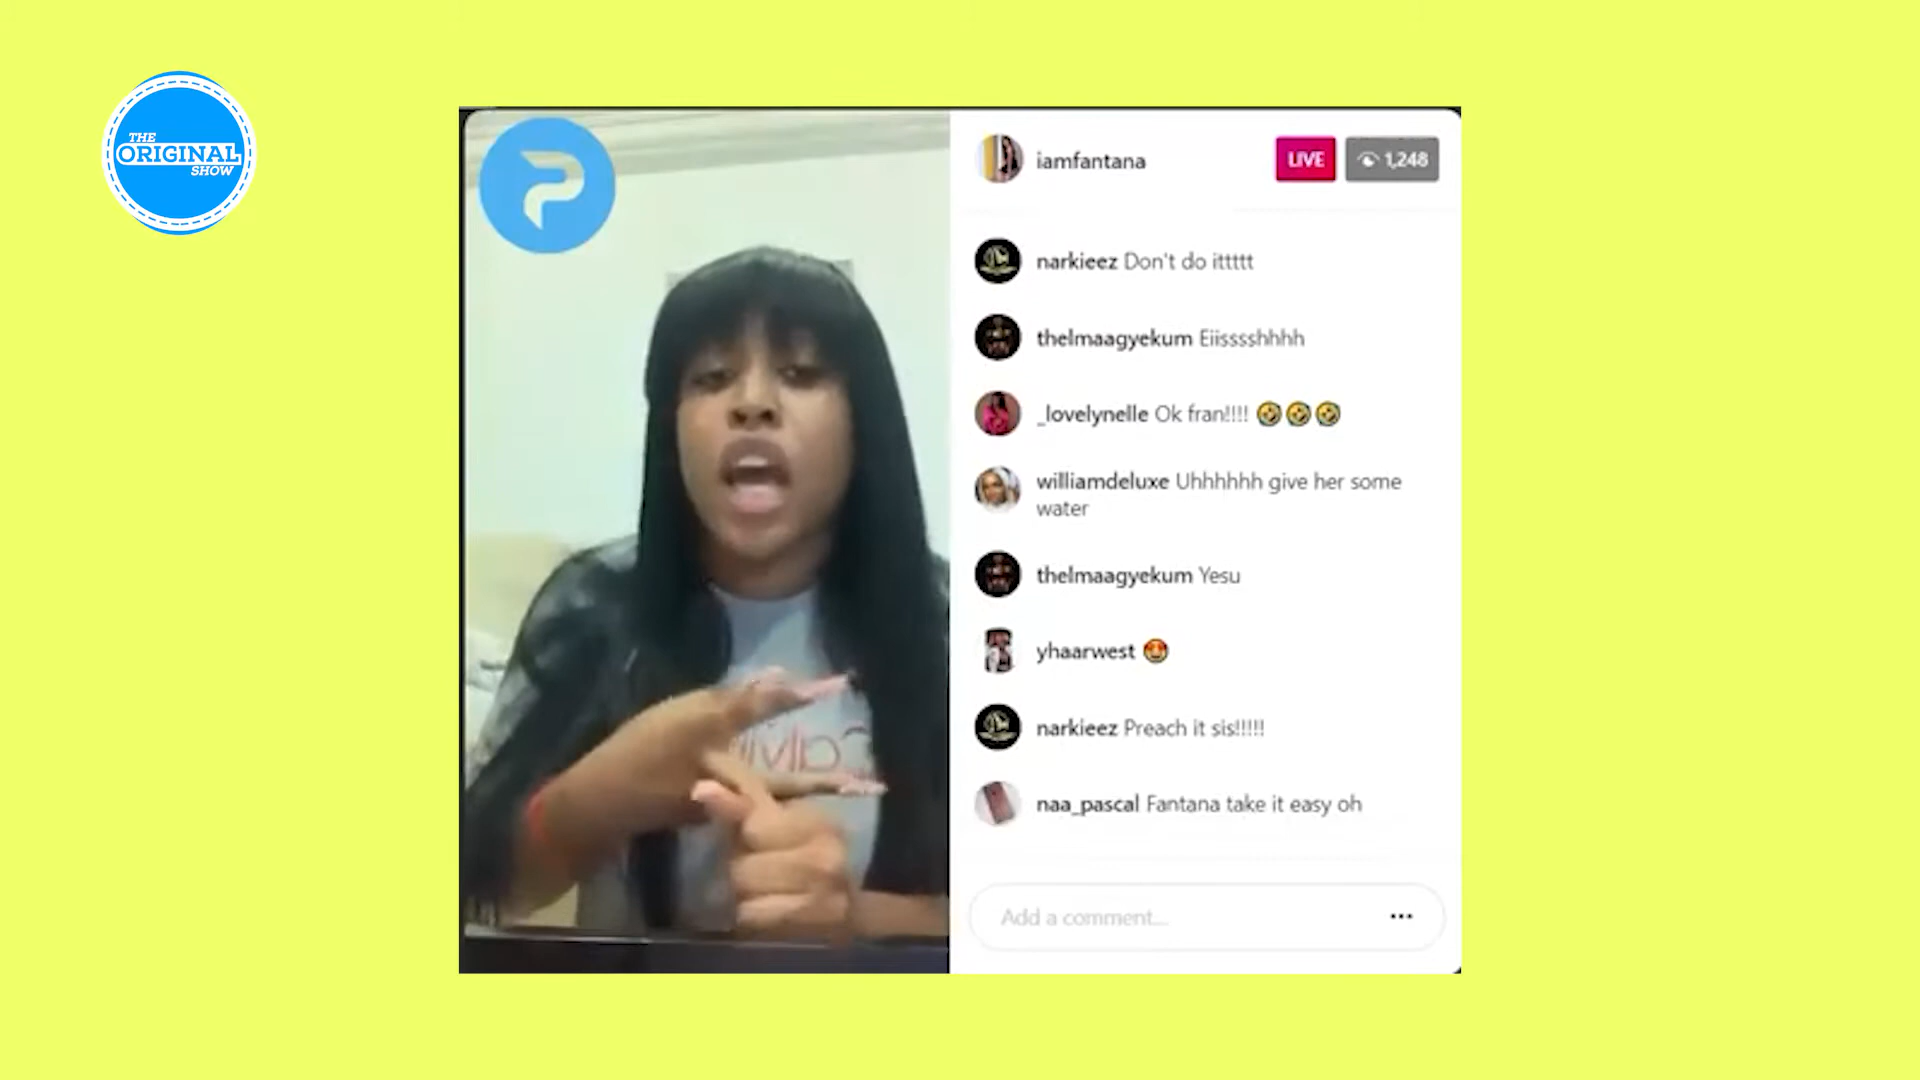 THE
ORIGINAL
SHOW
iamfantana
LIVE 1,248
narkieez Don't do ittttt
thelmaagyekum Eiisssshhhh
_lovelynelle Ok fran!!!! 🤣🤣🤣
williamdeluxe Uhhhhhh give her some
water
thelmaagyekum Yesu
yhaarwest 🤩
narkieez Preach it sis!!!!!
naa_pascal Fantana take it easy oh
Add a comment...